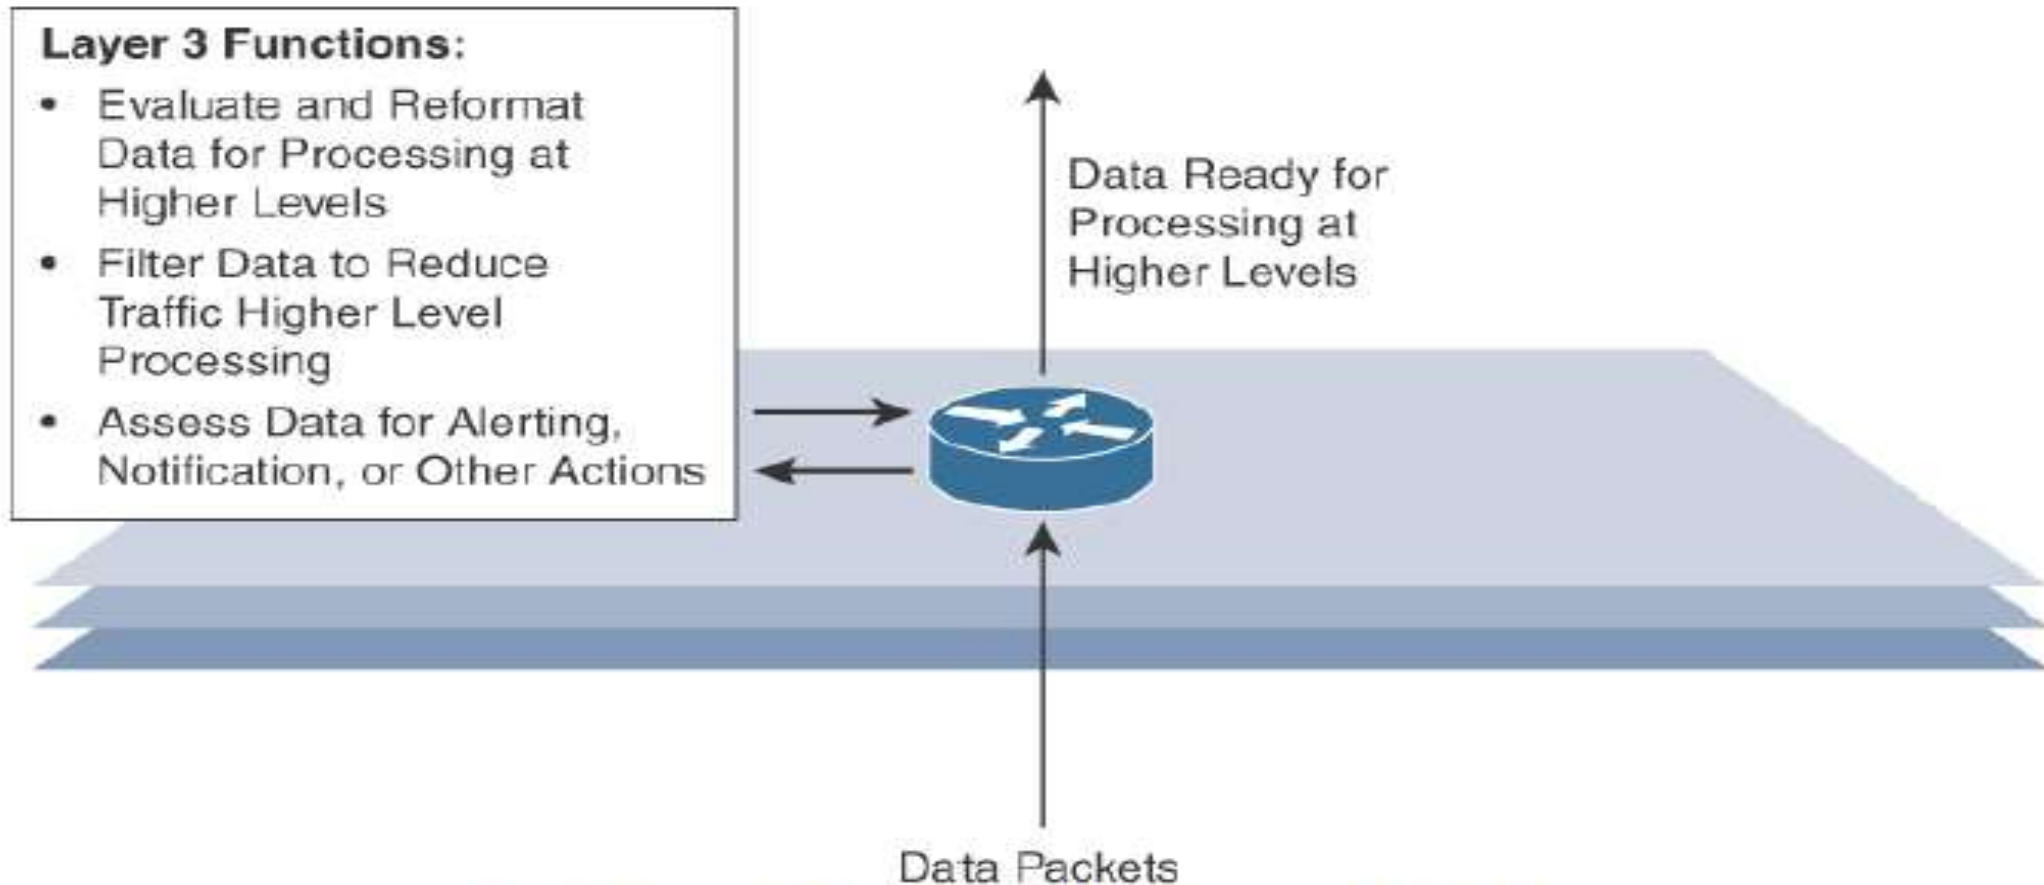 Layer 3 Functions:
• Evaluate and Reformat
Data for Processing at
Higher Levels
• Filter Data to Reduce
Traffic Higher Level
Processing
• Assess Data for Alerting,
Notification, or Other Actions
Data Ready for
Processing at
Higher Levels
Data Packets